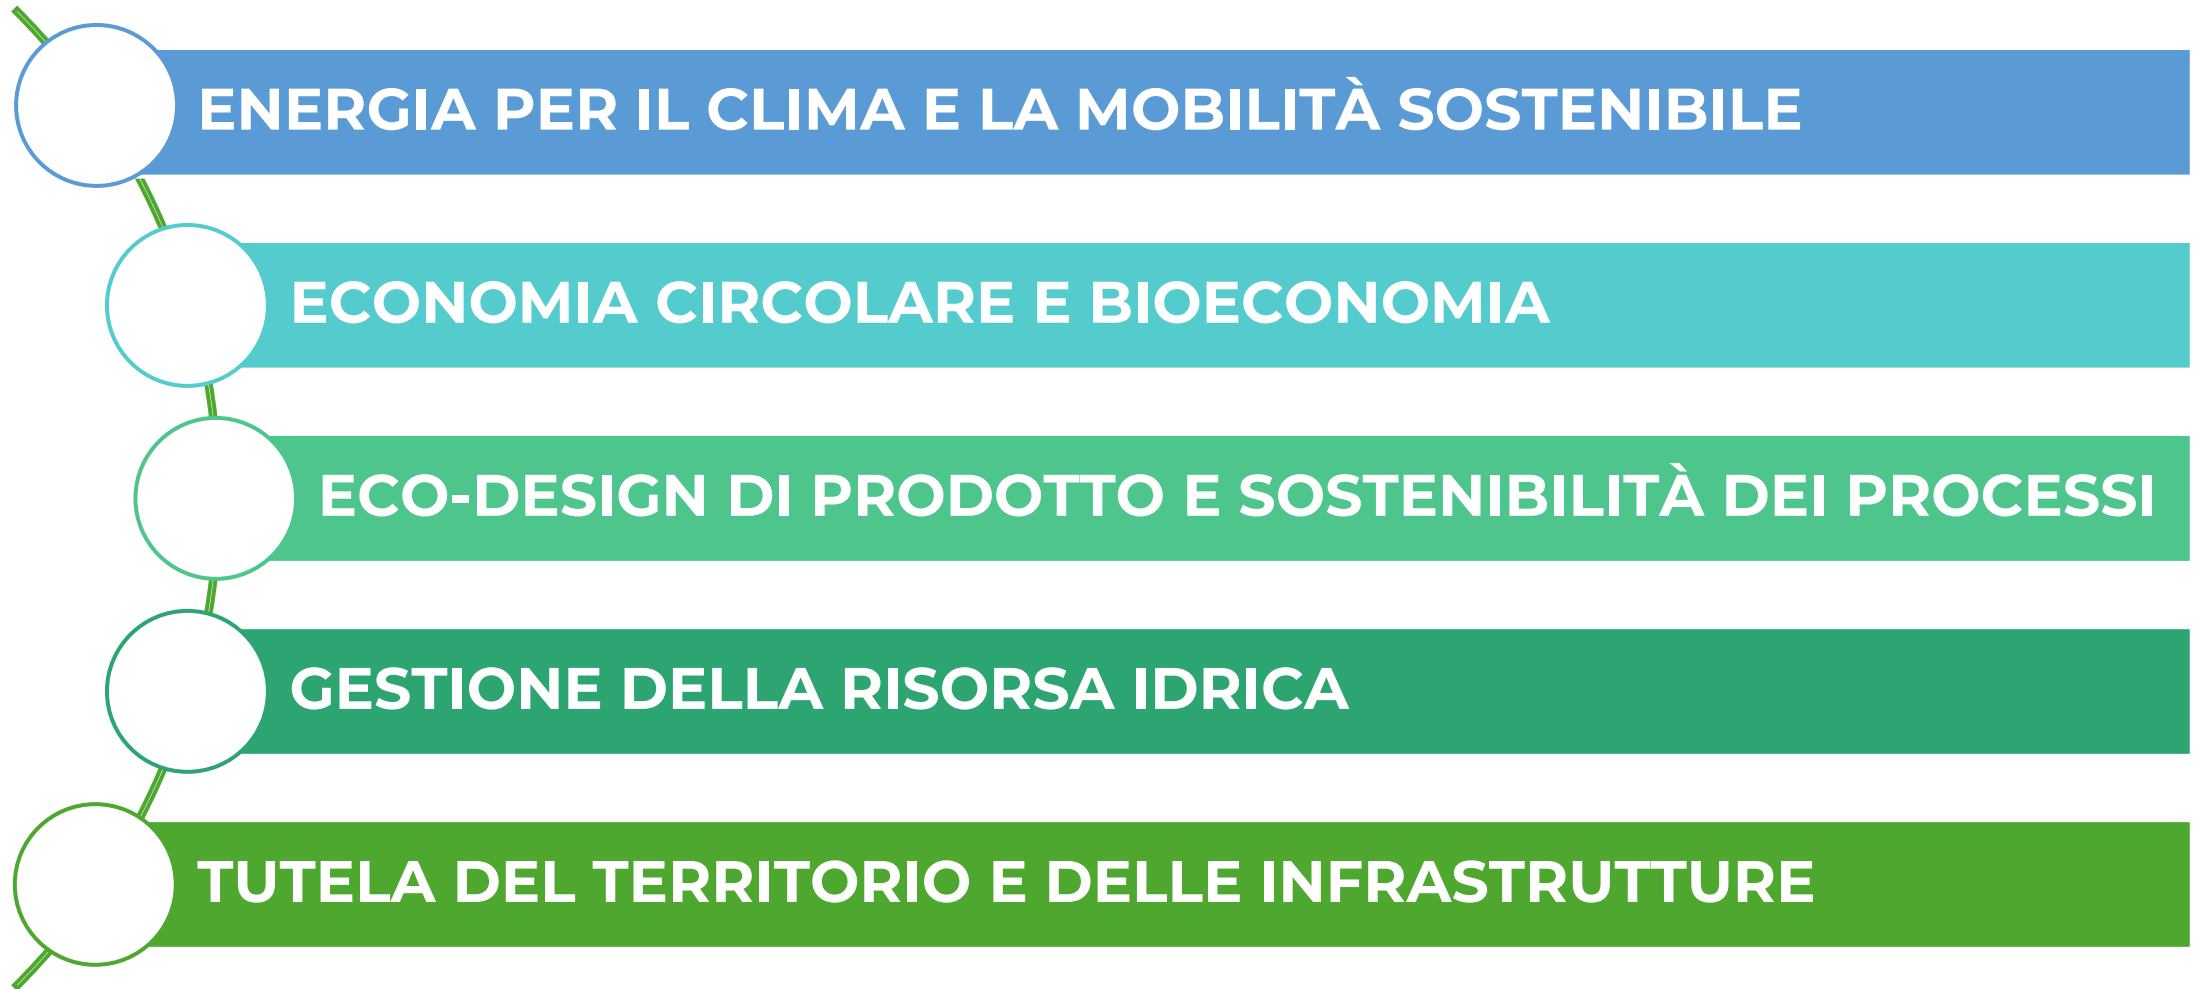 ENERGIA PER IL CLIMA E LA MOBILITÀ SOSTENIBILE
ECONOMIA CIRCOLARE E BIOECONOMIA
ECO-DESIGN DI PRODOTTO E SOSTENIBILITÀ DEI PROCESSI
GESTIONE DELLA RISORSA IDRICA
TUTELA DEL TERRITORIO E DELLE INFRASTRUTTURE